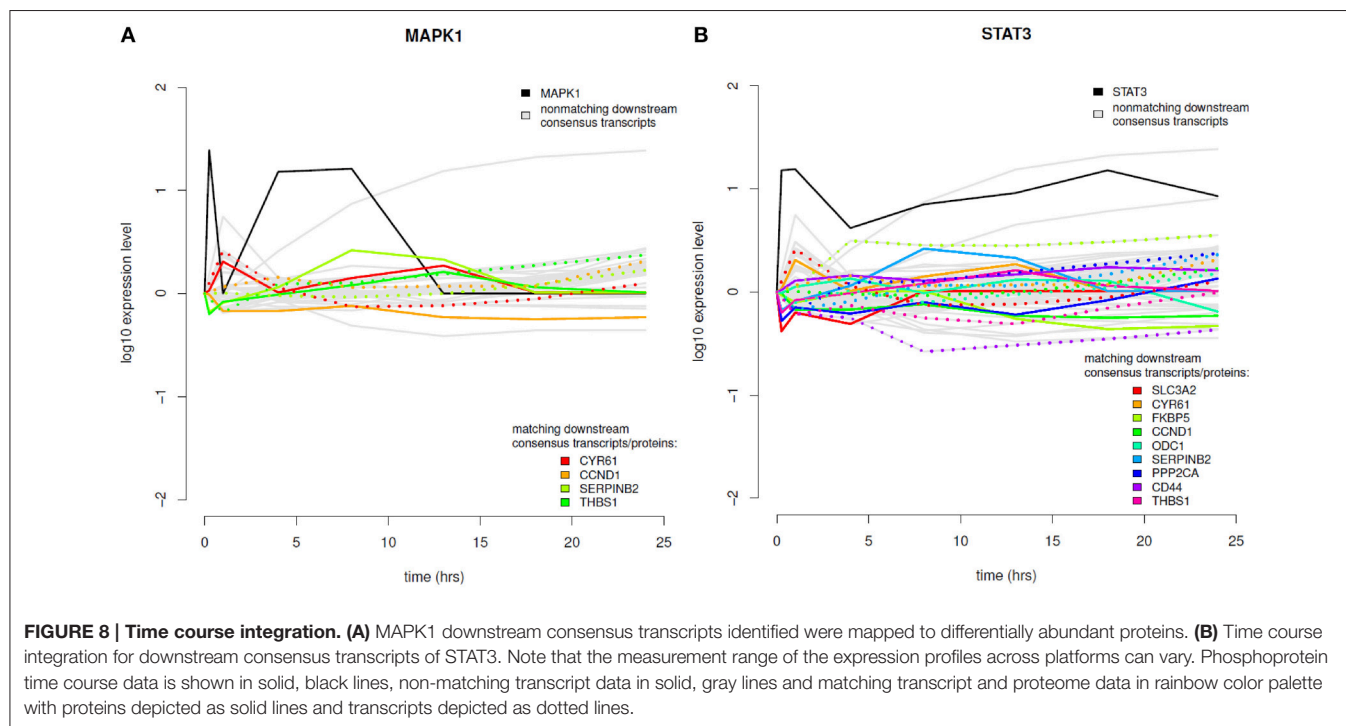 A
MAPK1
2
1
0
−1
−2
log10 expression level
0
5
10
15
20
25
time (hrs)
MAPK1
nonmatching downstream
consensus transcripts
matching downstream
consensus transcripts/proteins:
CYR61
CCND1
SERPINB2
THBS1
B
STAT3
2
1
0
−1
−2
log10 expression level
0
5
10
15
20
25
time (hrs)
STAT3
nonmatching downstream
consensus transcripts
matching downstream
consensus transcripts/proteins:
SLC3A2
CYR61
FKBP5
CCND1
ODC1
SERPINB2
PPP2CA
CD44
THBS1
FIGURE 8 | Time course integration. (A) MAPK1 downstream consensus transcripts identified were mapped to differentially abundant proteins. (B) Time course
integration for downstream consensus transcripts of STAT3. Note that the measurement range of the expression profiles across platforms can vary. Phosphoprotein
time course data is shown in solid, black lines, non-matching transcript data in solid, gray lines and matching transcript and proteome data in rainbow color palette
with proteins depicted as solid lines and transcripts depicted as dotted lines.